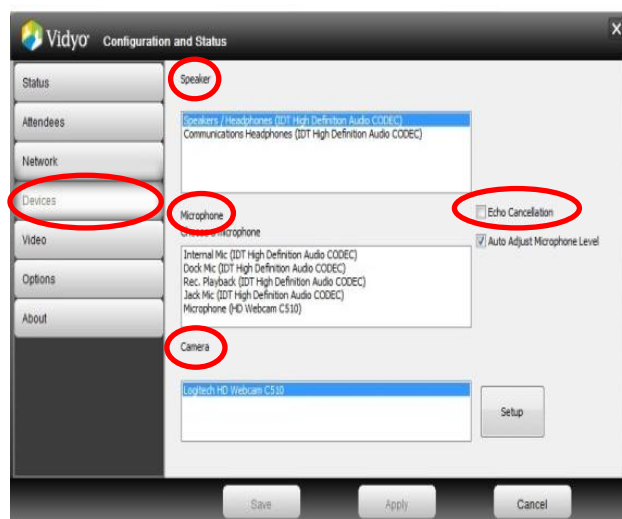 Vidyo Configuration and Status
X
Status
Attendees
Network
Devices
Video
Options
About
Speaker
Speakers / Headphones (IDT High Definition Audio CODEC)
Communications Headphones (IDT High Definition Audio CODEC)
Microphone
Choose a microphone
Internal Mic (IDT High Definition Audio CODEC)
Dock Mic (IDT High Definition Audio CODEC)
Rec. Playback (IDT High Definition Audio CODEC)
Jack Mic (IDT High Definition Audio CODEC)
Microphone (HD Webcam C510)
Echo Cancellation
Auto Adjust Microphone Level
Camera
Logitech HD Webcam C510
Setup
Save
Apply
Cancel